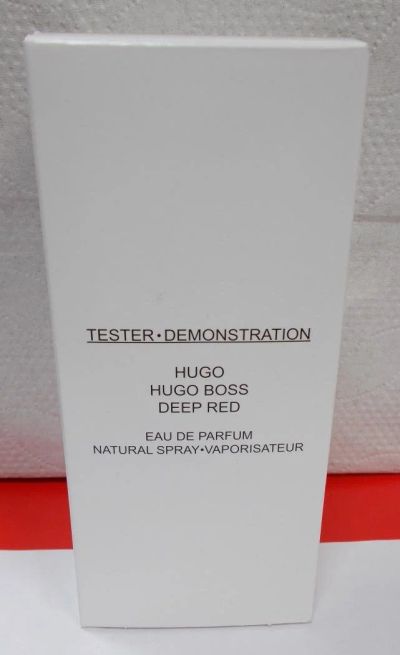 TESTER•DEMONSTRATION
HUGO
HUGO BOSS
DEEP RED
EAU DE PARFUM
NATURAL SPRAY•VAPORISATEUR